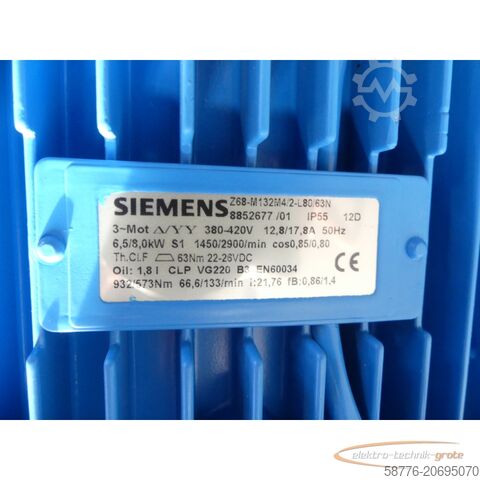 SIEMENS Z68-M132M4/2-L80/63N
8852677 /01 IP55 12D
3~Mot Λ/YY 380-420V 12,8/17,8A 50Hz
6,5/8,0kW S1 1450/2900/min cos0,85/0,80
Th.CLF 63Nm 22-26VDC
Oil: 1,8 l CLP VG220 B3 EN60034
932/573Nm 66,6/133/min i:21,76 fB:0,86/1.4
CE
elektro-technik-grote
58776-20695070